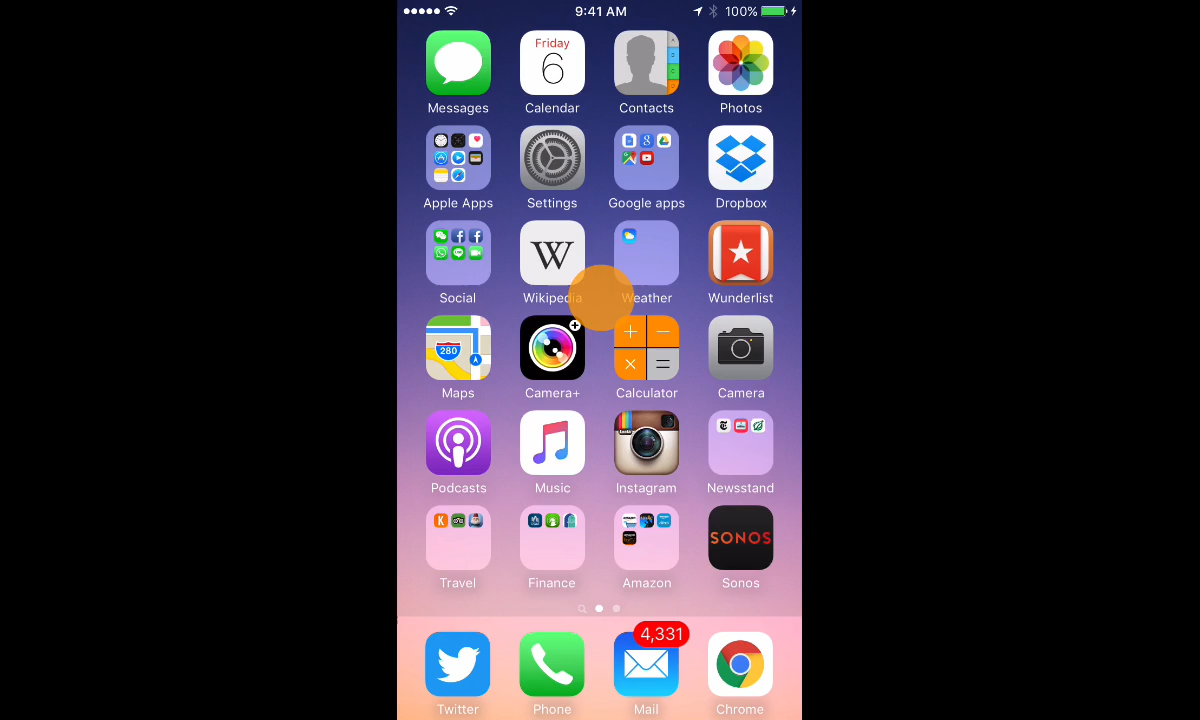 9:41 AM 100%
Friday
6
Messages Calendar Contacts Photos
Apple Apps Settings Google apps Dropbox
W
Social Wikipedia Weather Wunderlist
280
Maps Camera+ Calculator Camera
Podcasts Music Instagram Newsstand
SONOS
Travel Finance Amazon Sonos
4,331
Twitter Phone Mail Chrome